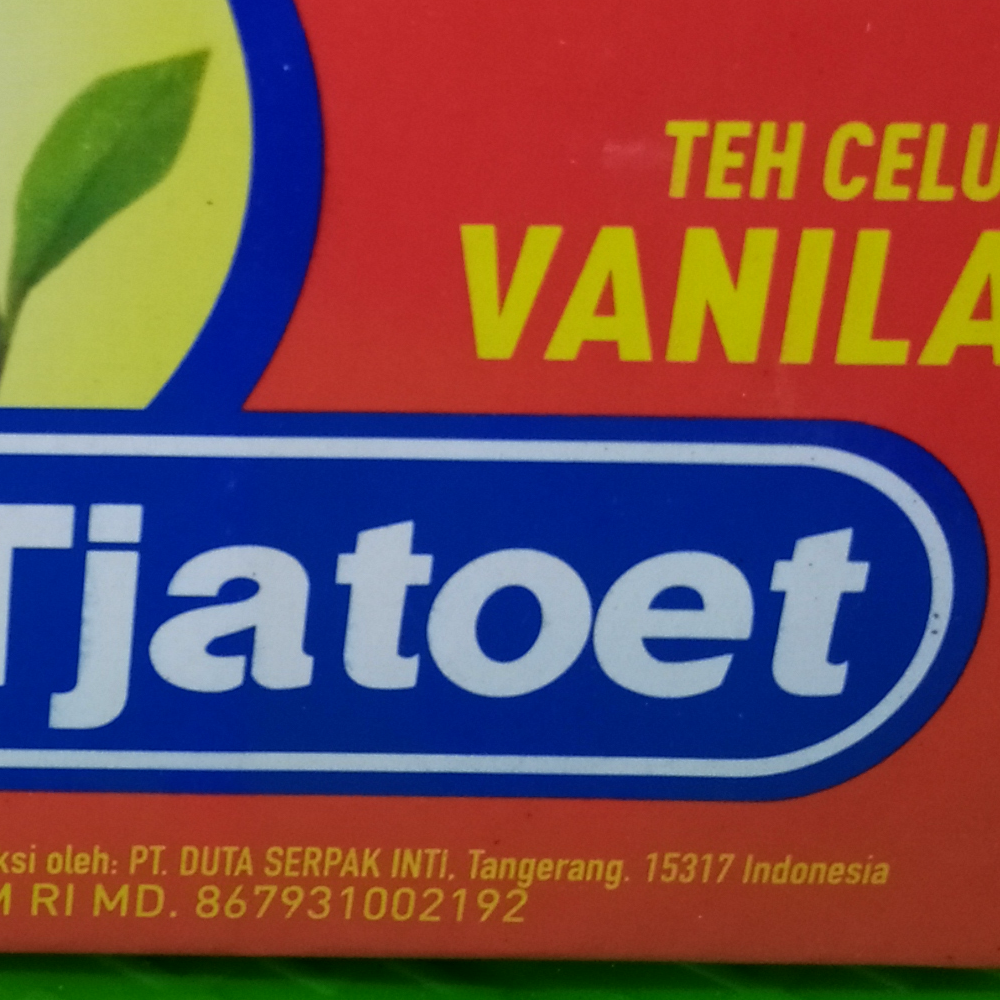 TEH CELU
VANILA
Tjatoet
ksi oleh: PT. DUTA SERPAK INTI, Tangerang. 15317 Indonesia
M RI MD. 867931002192